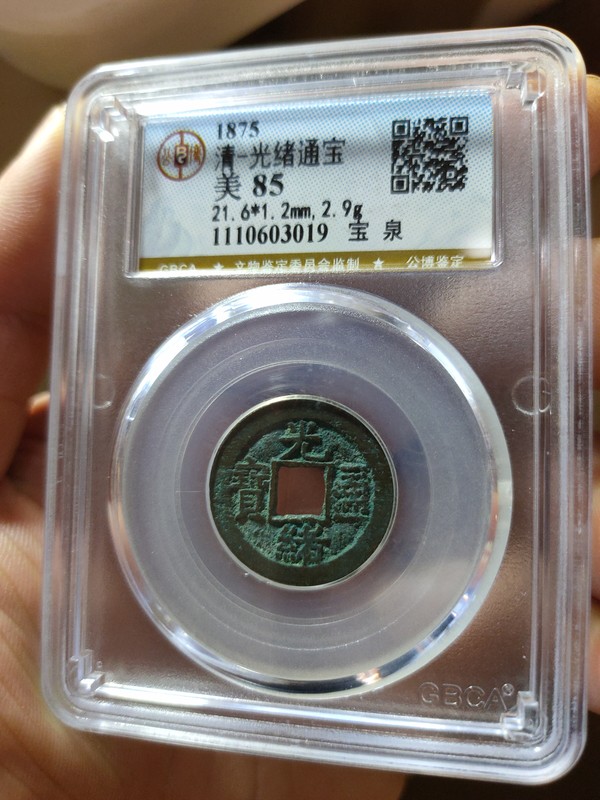 1875
清-光绪通宝
美 85
21.6*1.2mm,2.9g
1110603019 宝 泉
GBCA ★ 文物鉴定委员会监制 ★ 公博鉴定
光
寶 通
緒
GBCA